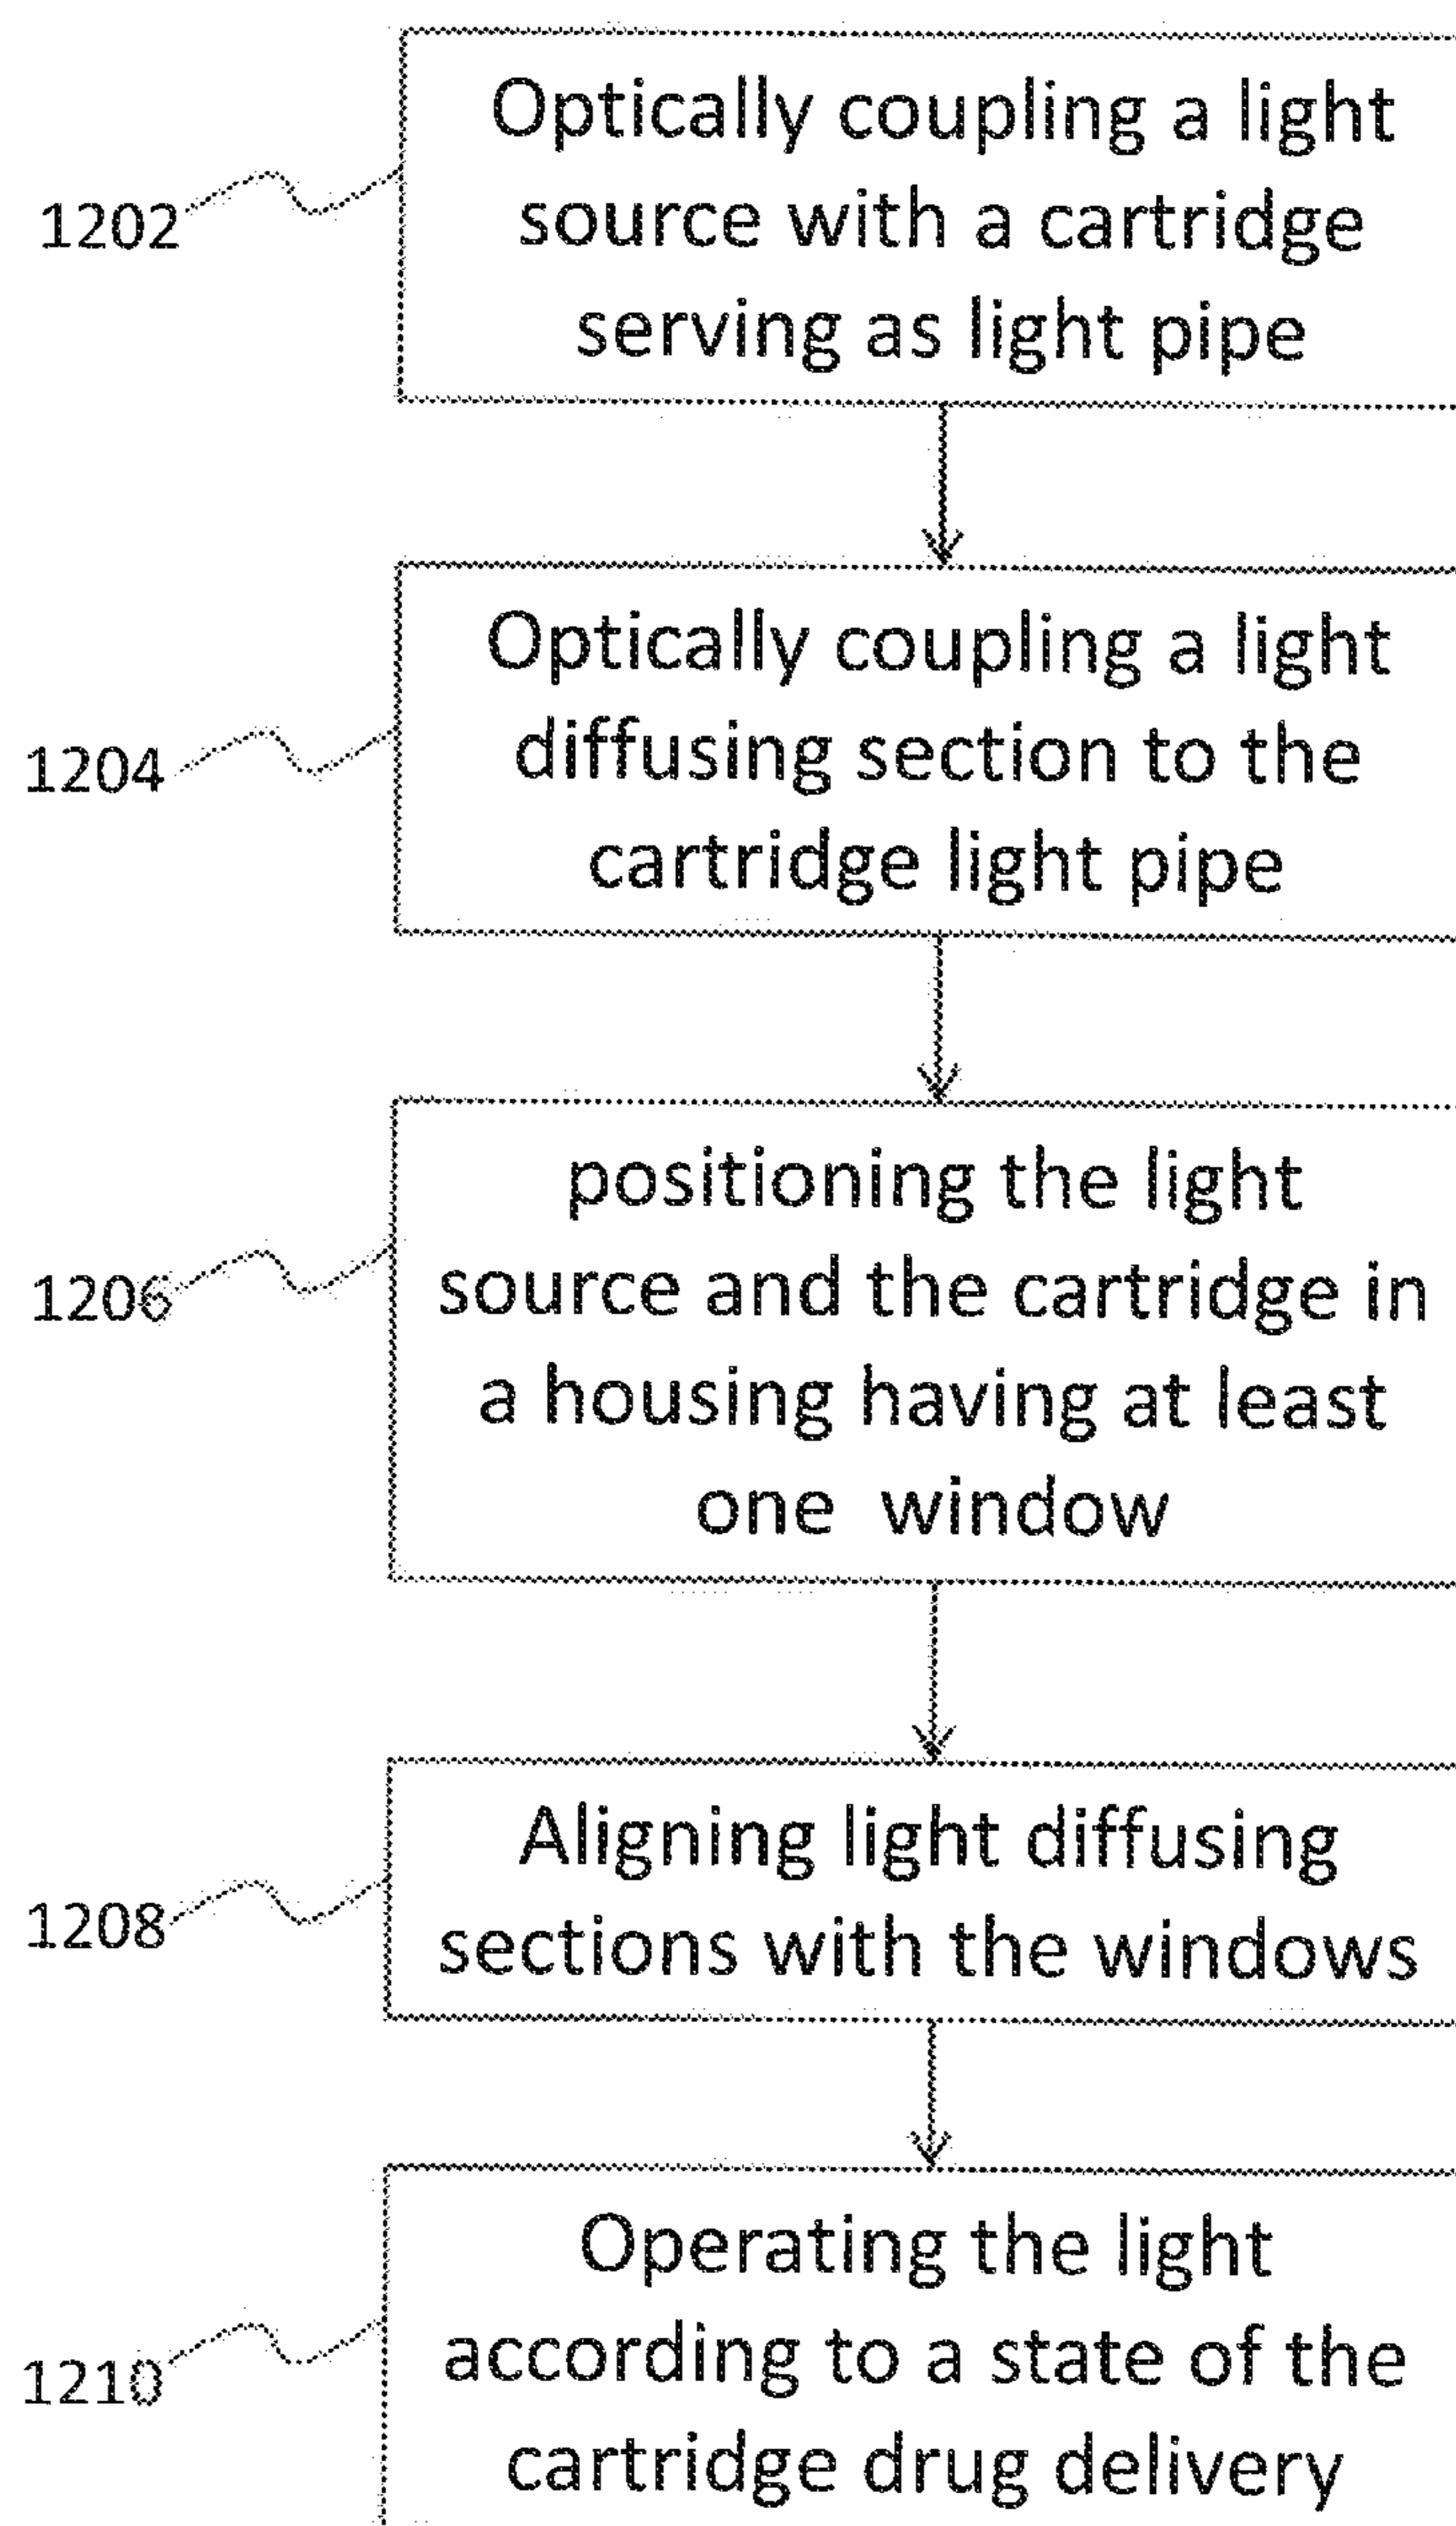 Optically coupling a light
source with a cartridge
serving as light pipe
1202
Optically coupling a light
diffusing section to the
cartridge light pipe
1204
positioning the light
source and the cartridge in
a housing having at least
one window
1206
Aligning light diffusing
sections with the windows
1208
Operating the light
according to a state of the
cartridge drug delivery
1210